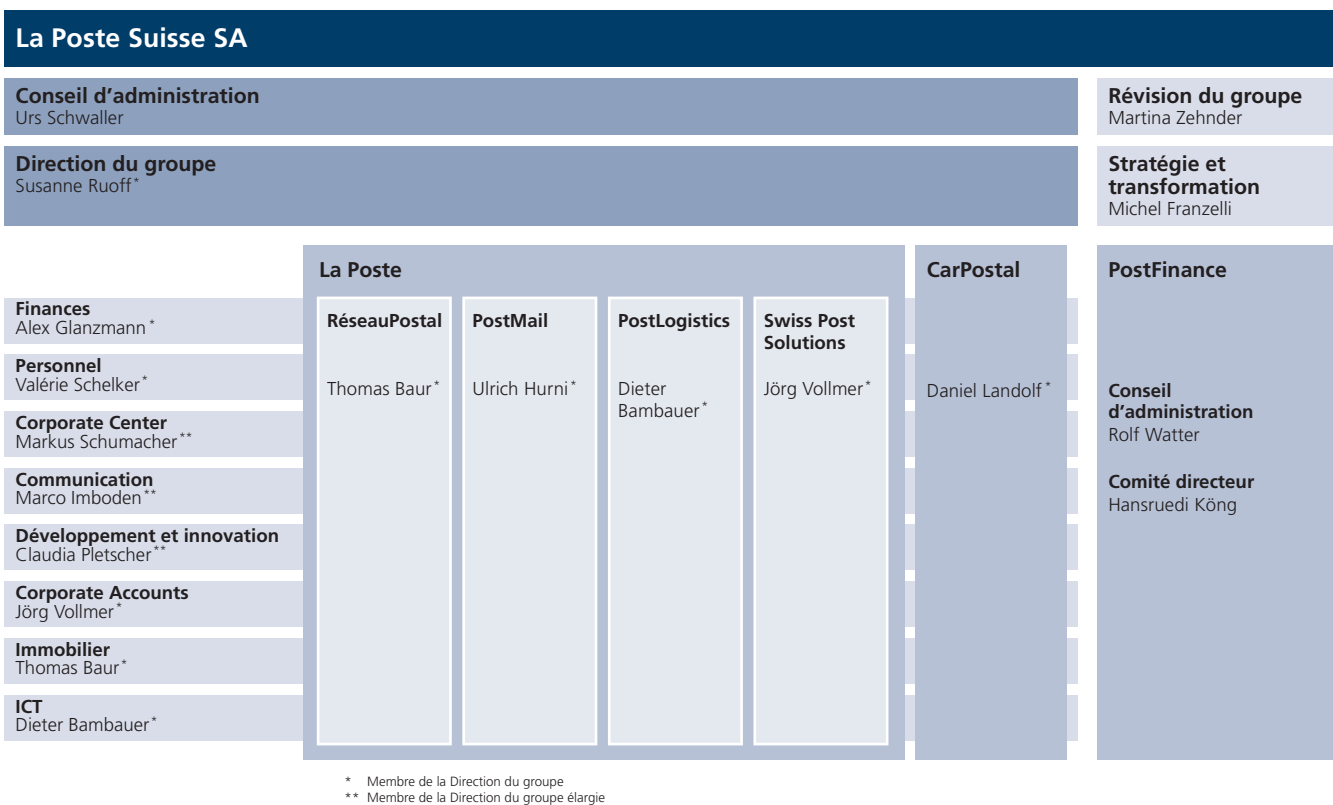 La Poste Suisse SA
Conseil d’administration
Urs Schwaller
Révision du groupe
Martina Zehnder
Direction du groupe
Susanne Ruoff*
Stratégie et
transformation
Michel Franzelli
La Poste
CarPostal
PostFinance
Finances
Alex Glanzmann*
Personnel
Valérie Schelker*
Corporate Center
Markus Schumacher**
Communication
Marco Imboden**
Développement et innovation
Claudia Pletscher**
Corporate Accounts
Jörg Vollmer*
Immobilier
Thomas Baur*
ICT
Dieter Bambauer*
RéseauPostal
Thomas Baur*
PostMail
Ulrich Hurni*
PostLogistics
Dieter
Bambauer*
Swiss Post
Solutions
Jörg Vollmer*
Daniel Landolf*
Conseil
d’administration
Rolf Watter
Comité directeur
Hansruedi Köng
* Membre de la Direction du groupe
** Membre de la Direction du groupe élargie